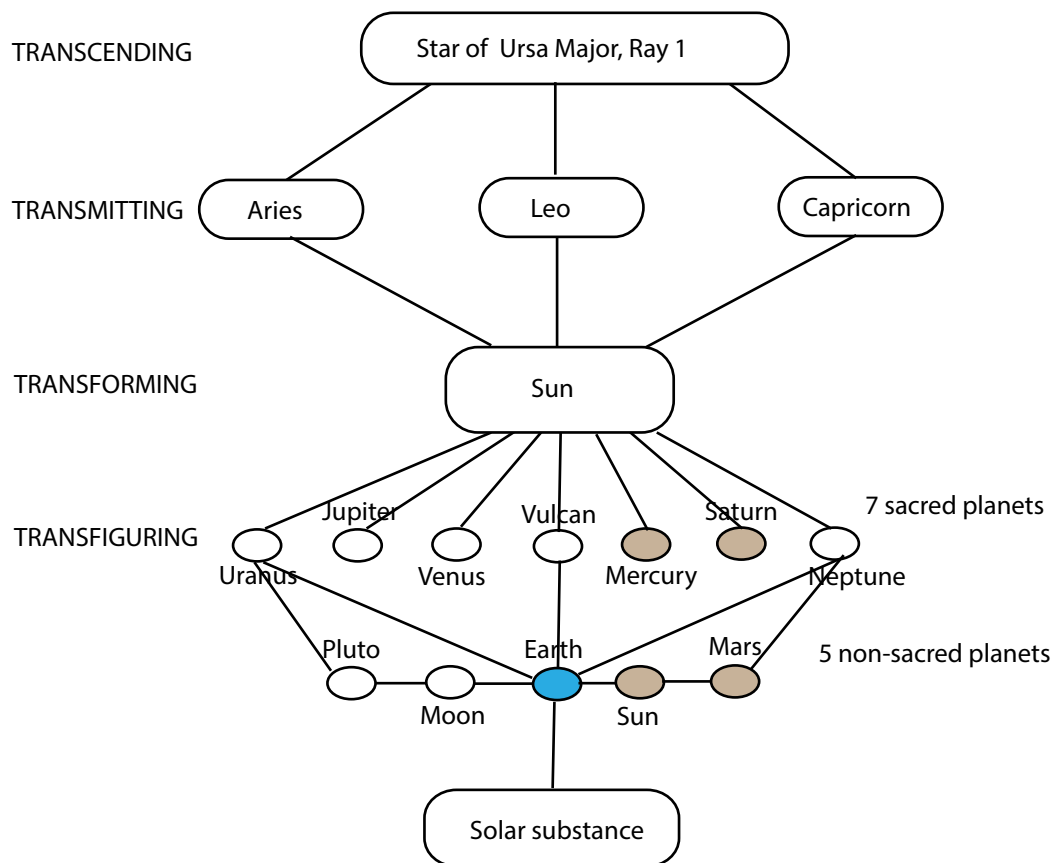 TRANSCENDING
Star of Ursa Major, Ray 1
TRANSMITTING
Aries
Leo
Capricorn
TRANSFORMING
Sun
7 sacred planets
Jupiter
Vulcan
Saturn
TRANSFIGURING
Uranus
Venus
Mercury
Neptune
Pluto
Earth
Mars
5 non-sacred planets
Moon
Sun
Solar substance